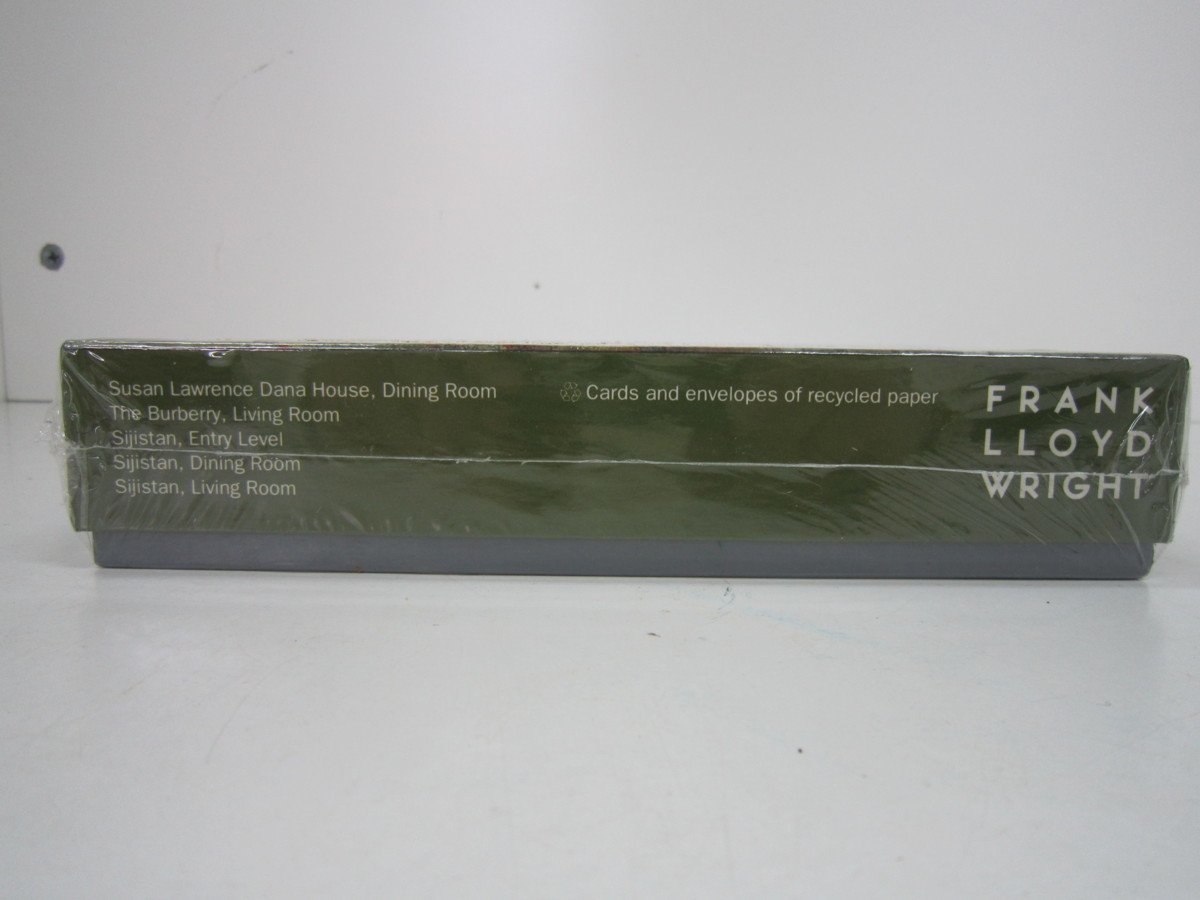 Susan Lawrence Dana House, Dining Room
The Burberry, Living Room
Sijistan, Entry Level
Sijistan, Dining Room
Sijistan, Living Room
Cards and envelopes of recycled paper
FRANK
LLOYD
WRIGHT